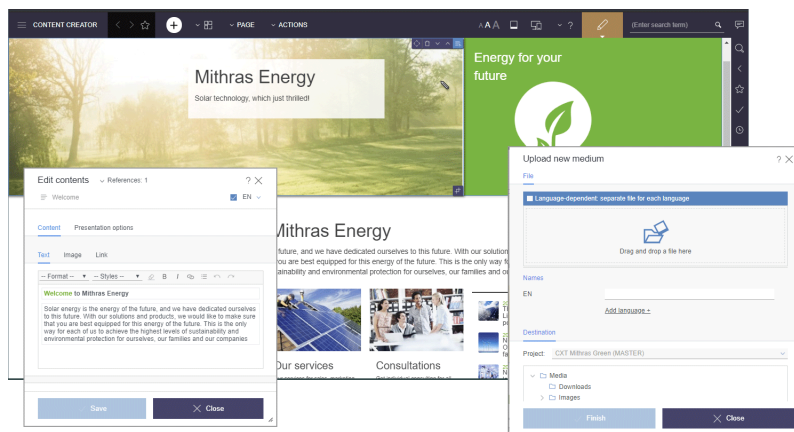 CONTENT CREATOR
PAGE
ACTIONS
A A A
?
(Enter search term)
Mithras Energy
Solar technology, which just thrilled!
Energy for your
future
Edit contents
References: 1
?
Welcome
EN
Content
Presentation options
Text
Image
Link
-- Format --
-- Styles --
B
I
Welcome to Mithras Energy
Solar energy is the energy of the future, and we have dedicated ourselves
to this future. With our solutions and products, we would like to make sure
that you are best equipped for this energy of the future. This is the only
way for each of us to achieve the highest levels of sustainability and
environmental protection for ourselves, our families and our companies
Save
Close
Mithras Energy
future, and we have dedicated ourselves to this future. With our solution
you are best equipped for this energy of the future. This is the only way f
ainability and environmental protection for ourselves, our families and o
Our services
Consultations
Upload new medium
?
File
Language-dependent: separate file for each language
Drag and drop a file here
Names
EN
Add language +
Destination
Project:
CXT Mithras Green (MASTER)
Media
Downloads
Images
Finish
Close